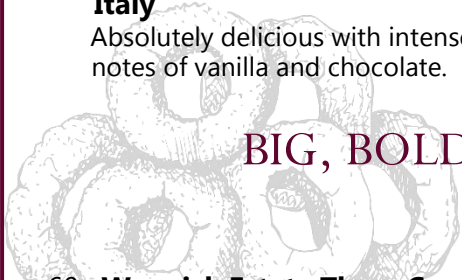 Italy
Absolutely delicious with intense
notes of vanilla and chocolate.
BIG, BOLD